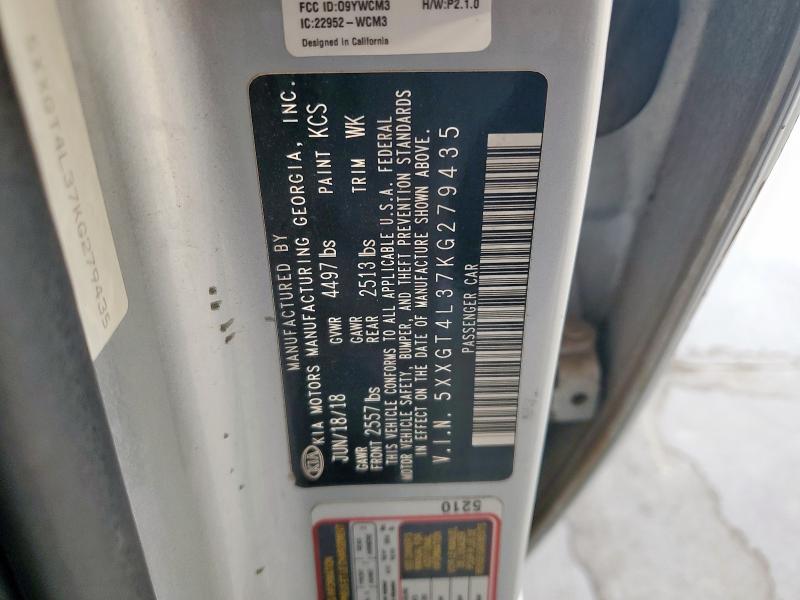 FCC ID:O9YWCM3
H/W:P2.1.0
IC:22952-WCM3
Designed in California
5XXGT4L37KG279435
KIA
MANUFACTURED BY
KIA MOTORS MANUFACTURING GEORGIA, INC.
JUN/18/18 GVWR 4497lbs PAINT KCS
GAWR FRONT 2557lbs GAWR REAR 2513lbs TRIM WK
THIS VEHICLE CONFORMS TO ALL APPLICABLE U.S.A. FEDERAL
MOTOR VEHICLE SAFETY, BUMPER, AND THEFT PREVENTION STANDARDS
IN EFFECT ON THE DATE OF MANUFACTURE SHOWN ABOVE.
V.I.N. 5XXGT4L37KG279435
PASSENGER CAR
5210